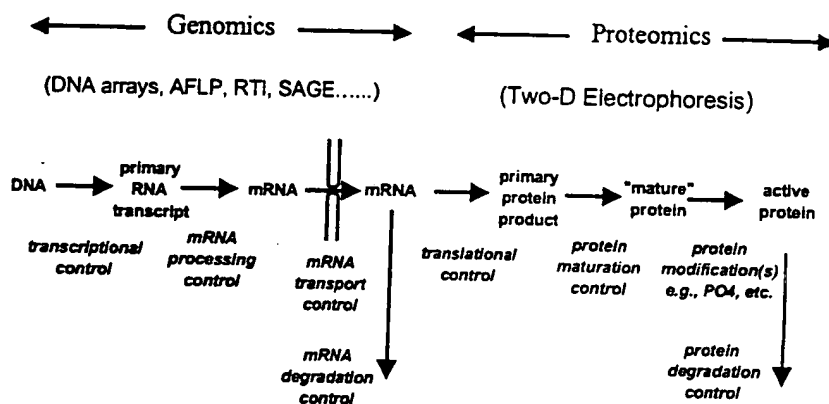 Genomics
Proteomics
(DNA arrays, AFLP, RTI, SAGE......)
(Two-D Electrophoresis)
DNA
primary
RNA
transcript
mRNA
mRNA
primary
protein
product
"mature"
protein
active
protein
transcriptional
control
mRNA
processing
control
mRNA
transport
control
translational
control
protein
maturation
control
protein
modification(s)
e.g., PO4, etc.
mRNA
degradation
control
protein
degradation
control